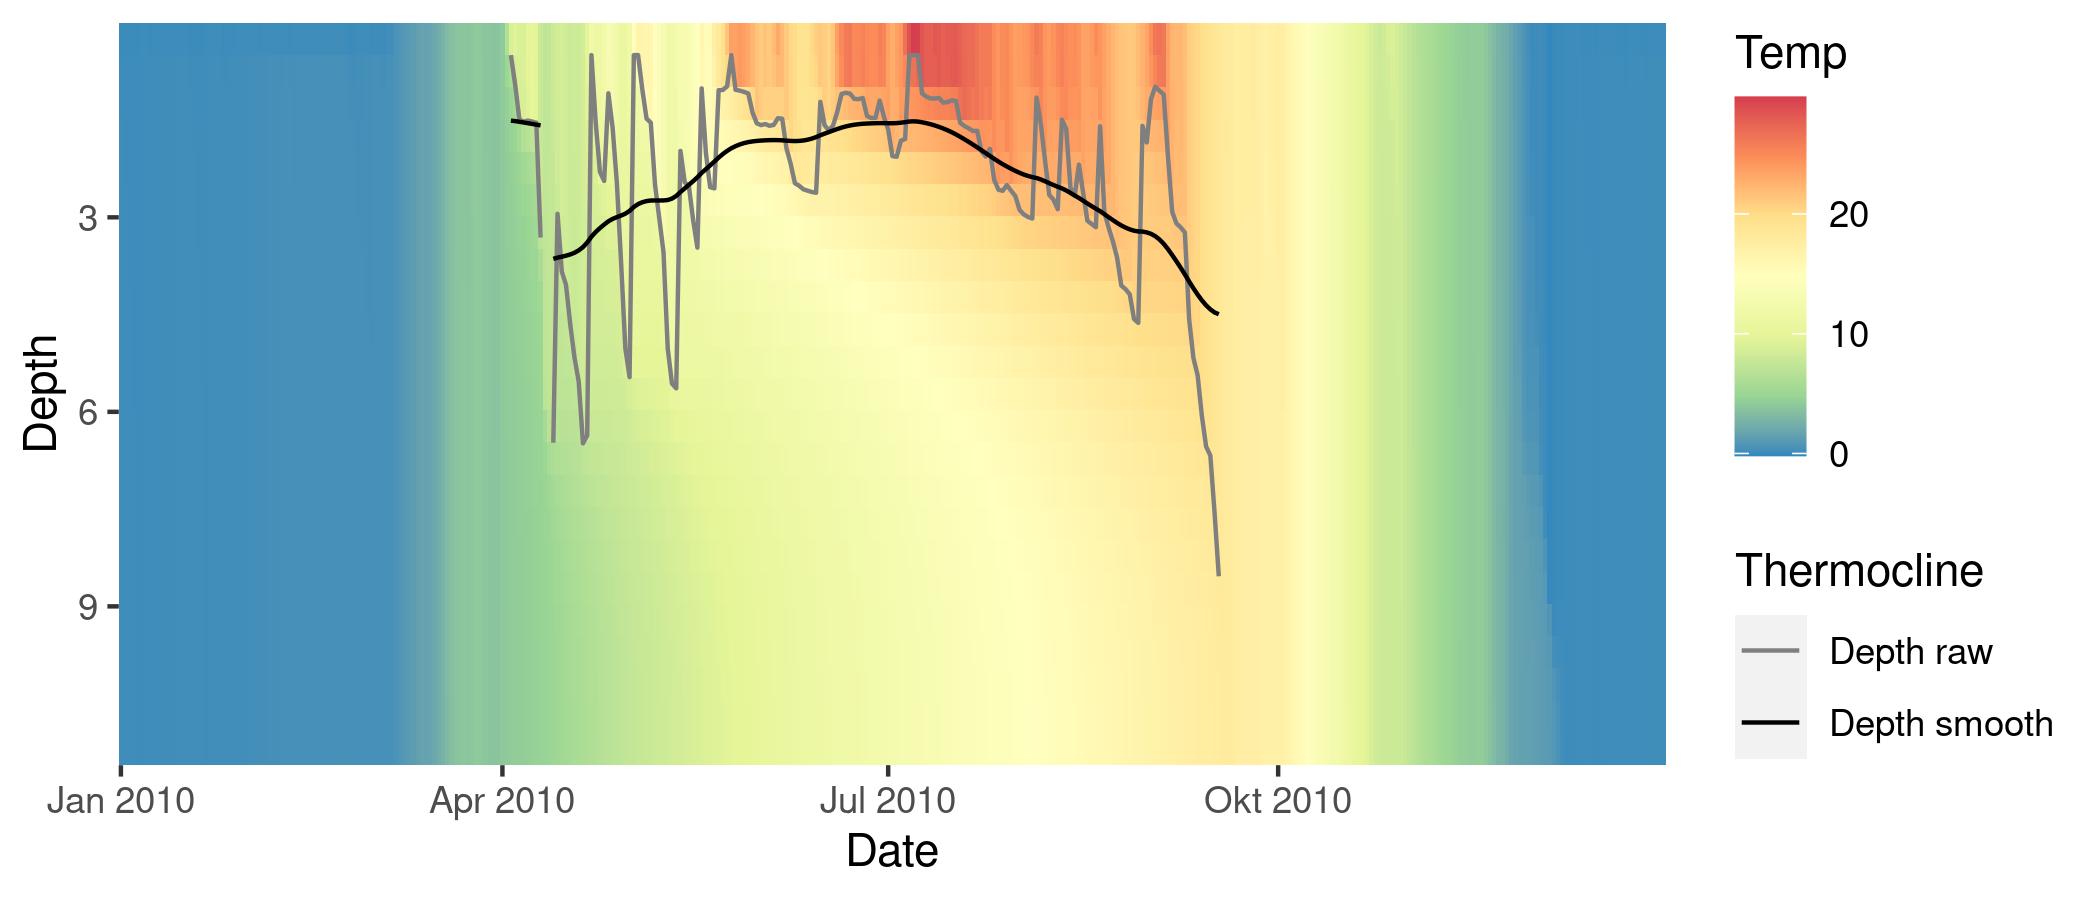 Temp
20
10
0
Thermocline
Depth raw
Depth smooth
Depth
3
6
9
Jan 2010
Apr 2010
Jul 2010
Okt 2010
Date